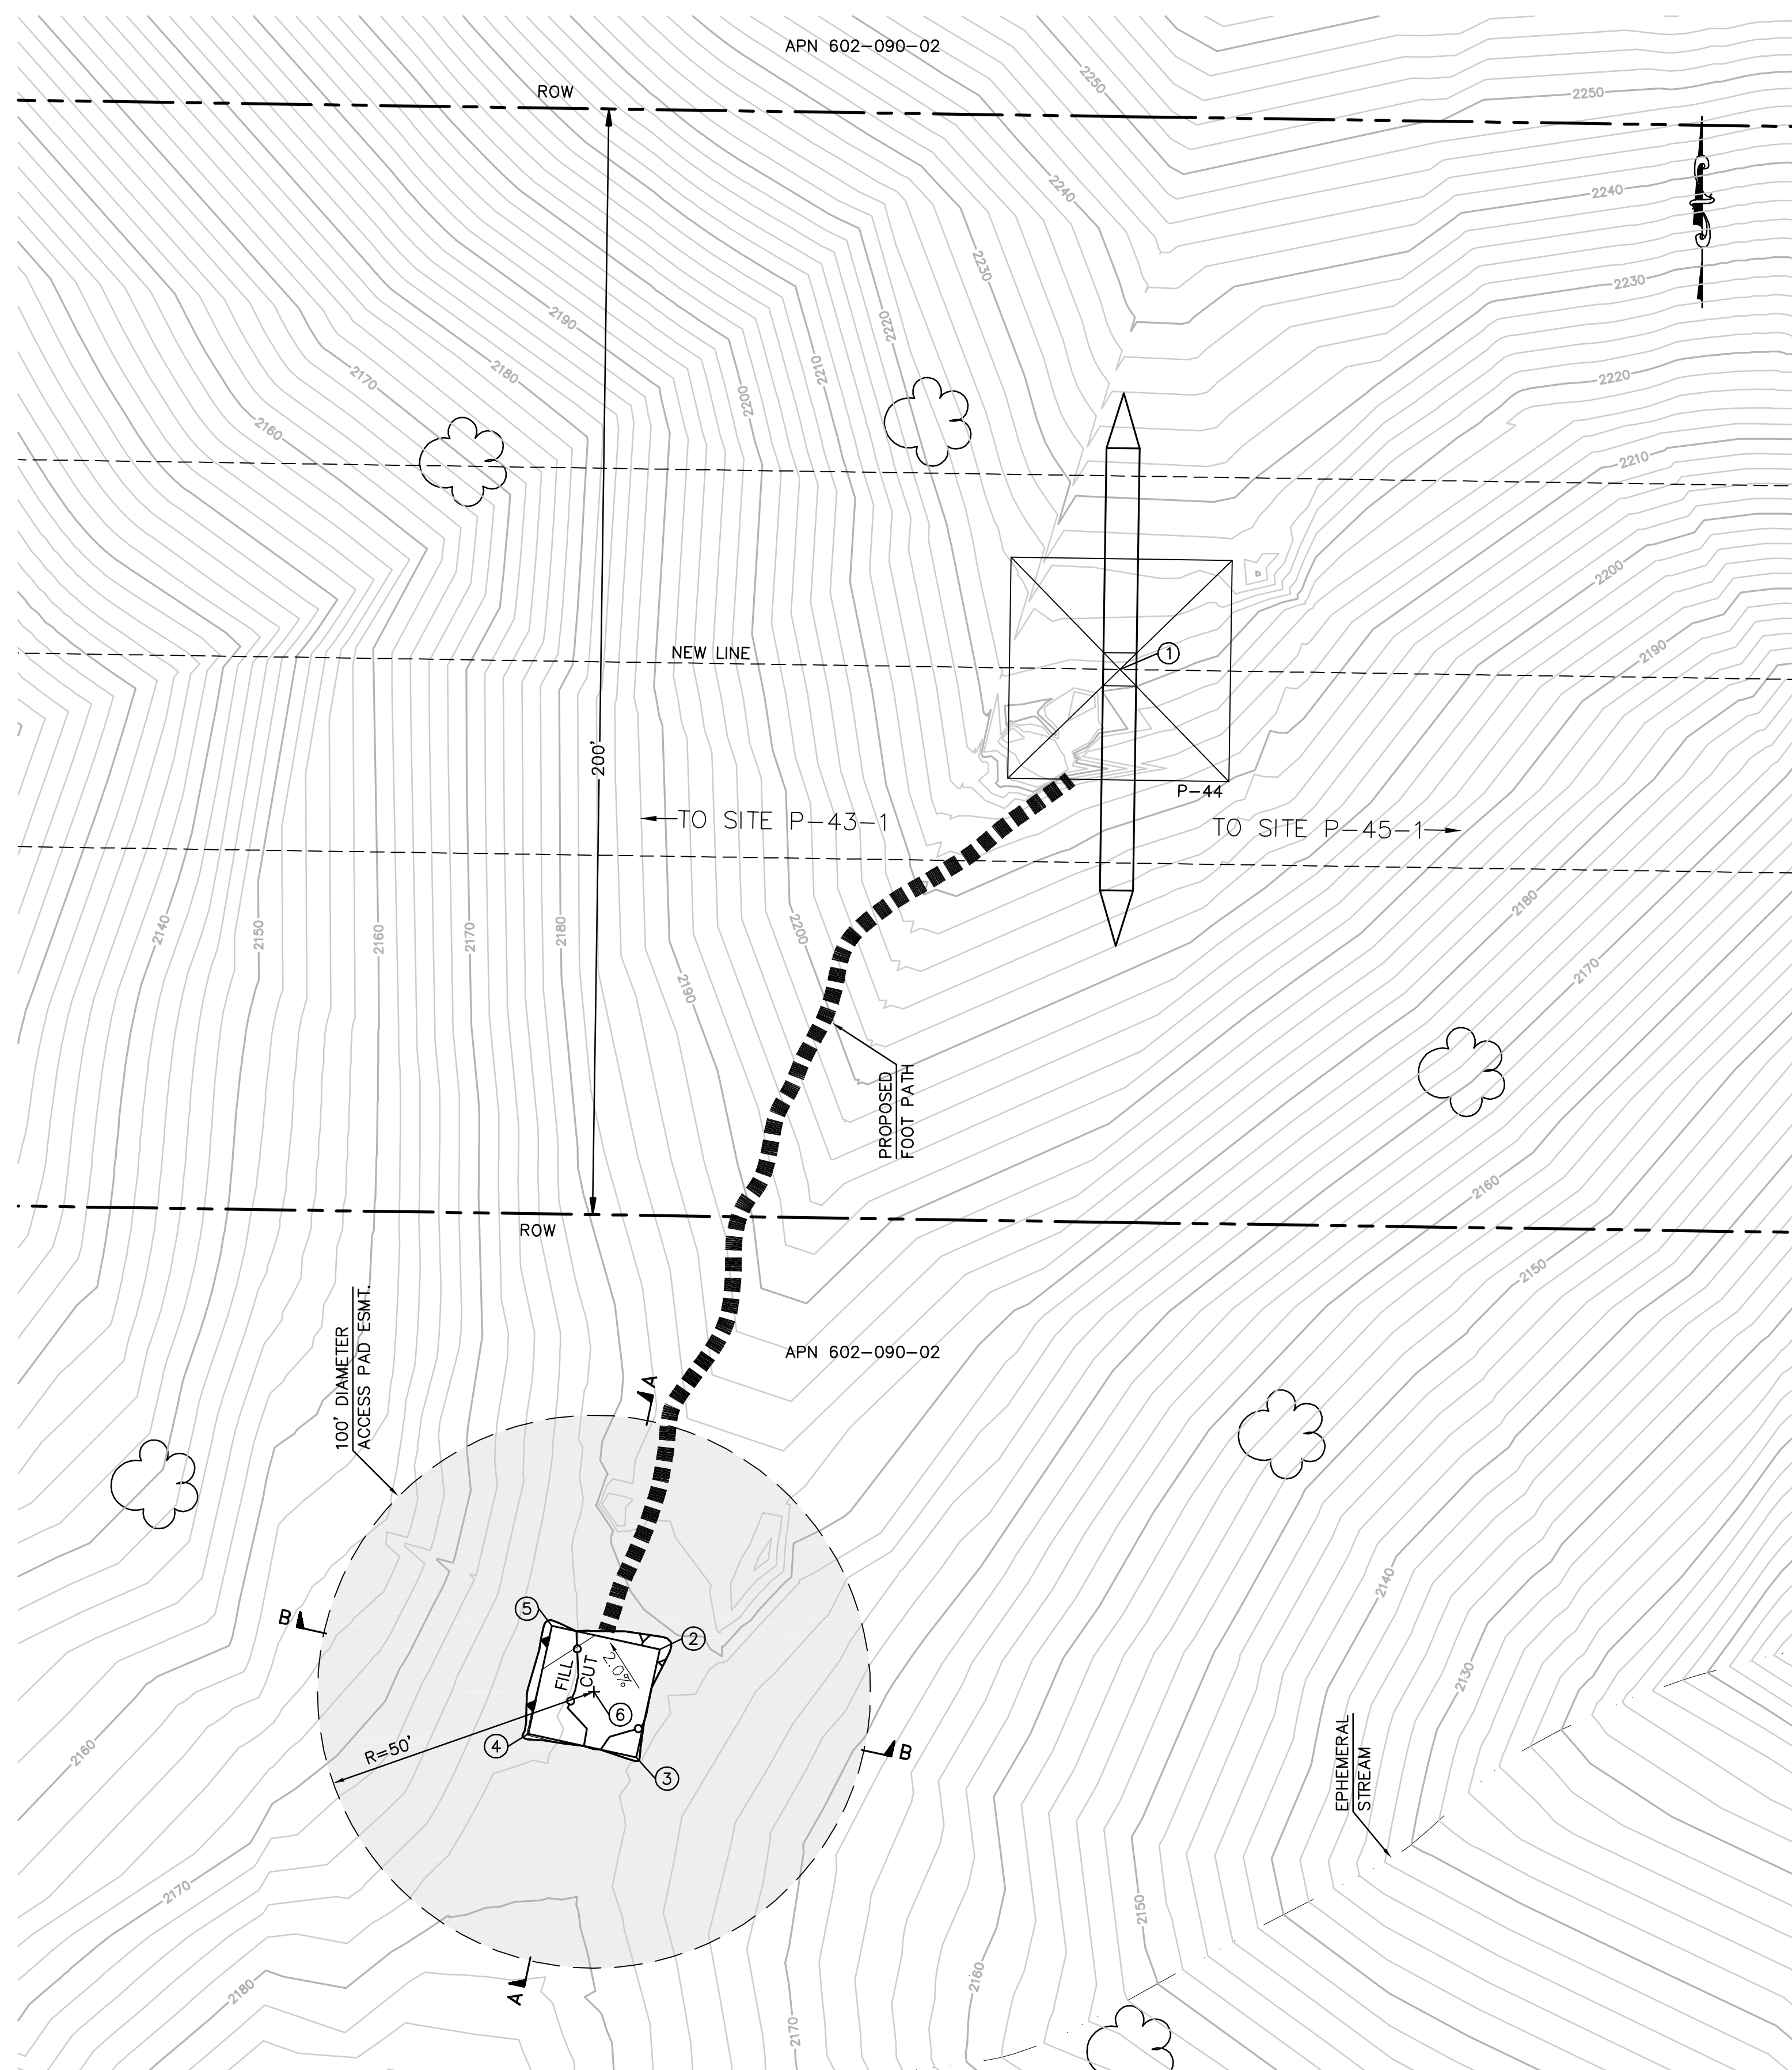 APN 602-090-02
ROW
2250
2250
2240
2240
2230
2230
2220
2220
2210
2210
2200
2200
2190
2190
2180
2170
2160
NEW LINE
1
200'
P-44
TO SITE P-43-1
TO SITE P-45-1
2140
2150
2160
2170
2180
2190
2200
2180
2170
PROPOSED
FOOT PATH
2160
ROW
2150
100' DIAMETER
ACCESS PAD ESMT.
APN 602-090-02
A
B
5
2
FILL
CUT
2.0%
6
4
3
R=50'
B
A
2140
2130
EPHEMERAL
STREAM
2160
2170
2180
2150
2160
2170